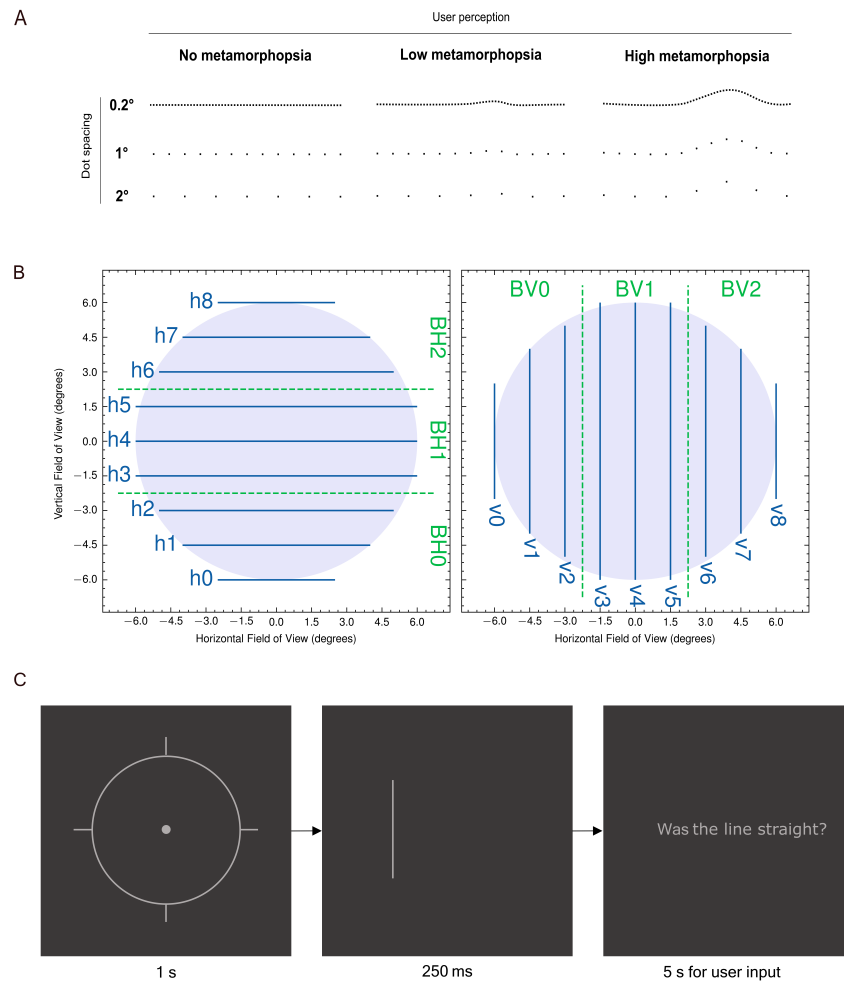 A
User perception
No metamorphopsia Low metamorphopsia High metamorphopsia
Dot spacing
0.2°
1°
2°
B
Vertical Field of View (degrees)
6.0
4.5
3.0
1.5
0.0
−1.5
−3.0
−4.5
−6.0
h8
h7
h6
h5
h4
h3
h2
h1
h0
BH2
BH1
BH0
−6.0 −4.5 −3.0 −1.5 0.0 1.5 3.0 4.5 6.0
Horizontal Field of View (degrees)
BV0 BV1 BV2
v0
v1
v2
v3
v4
v5
v6
v7
v8
−6.0 −4.5 −3.0 −1.5 0.0 1.5 3.0 4.5 6.0
Horizontal Field of View (degrees)
C
Was the line straight?
1 s 250 ms 5 s for user input